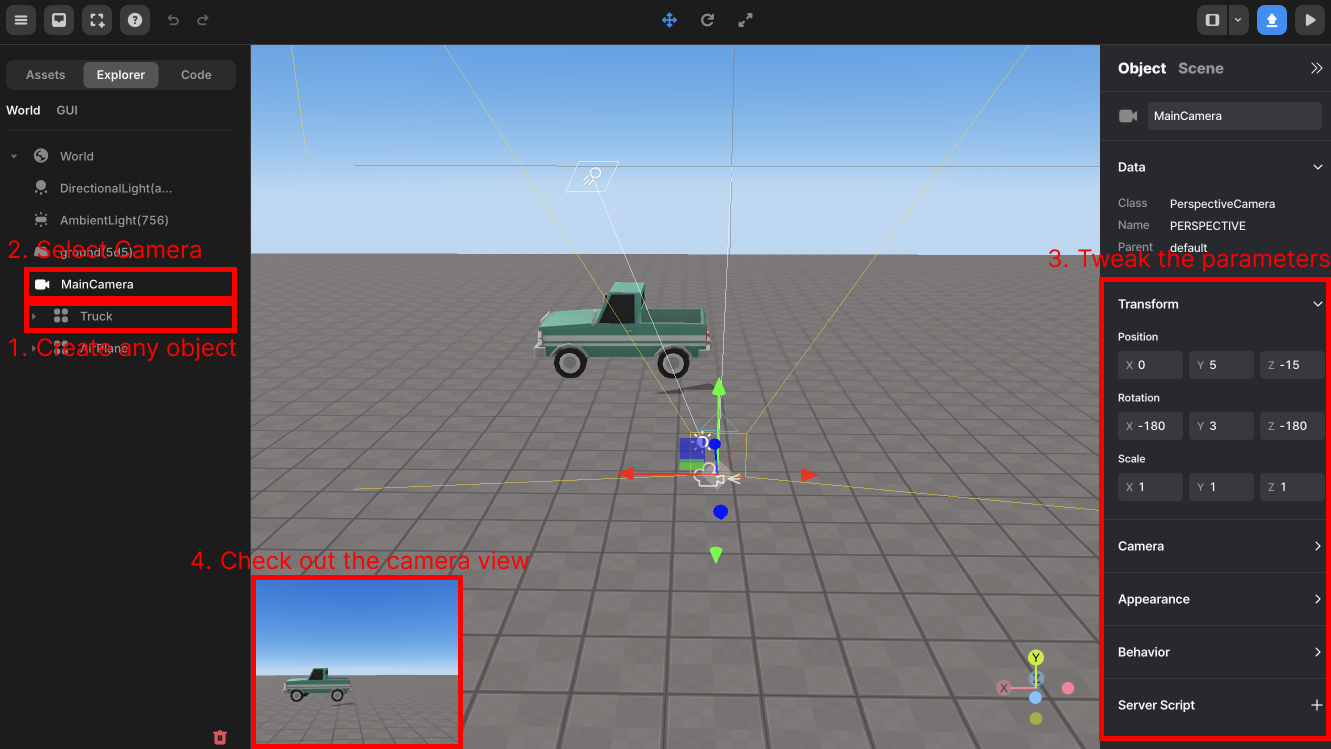 Assets Explorer Code
World GUI
World
DirectionalLight(a...
AmbientLight(756)
2. Select Camera
ground(5d5)
MainCamera
Truck
1. Create any object
AirPlane
4. Check out the camera view
Y
X
Z
Object Scene
MainCamera
Data
Class PerspectiveCamera
Name PERSPECTIVE
Parent default
3. Tweak the parameters
Transform
Position
X 0 Y 5 Z -15
Rotation
X -180 Y 3 Z -180
Scale
X 1 Y 1 Z 1
Camera
Appearance
Behavior
Server Script